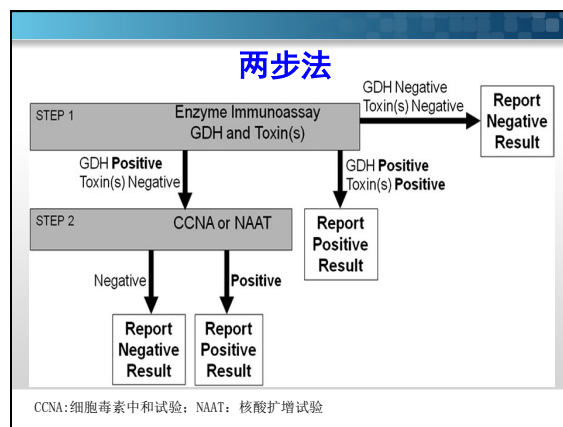 两步法
GDH Negative
Toxin(s) Negative
Report
Negative
Result
STEP 1
Enzyme Immunoassay
GDH and Toxin(s)
GDH Positive
Toxin(s) Negative
GDH Positive
Toxin(s) Positive
STEP 2
CCNA or NAAT
Report
Positive
Result
Negative
Positive
Report
Negative
Result
Report
Positive
Result
CCNA:细胞毒素中和试验；NAAT：核酸扩增试验